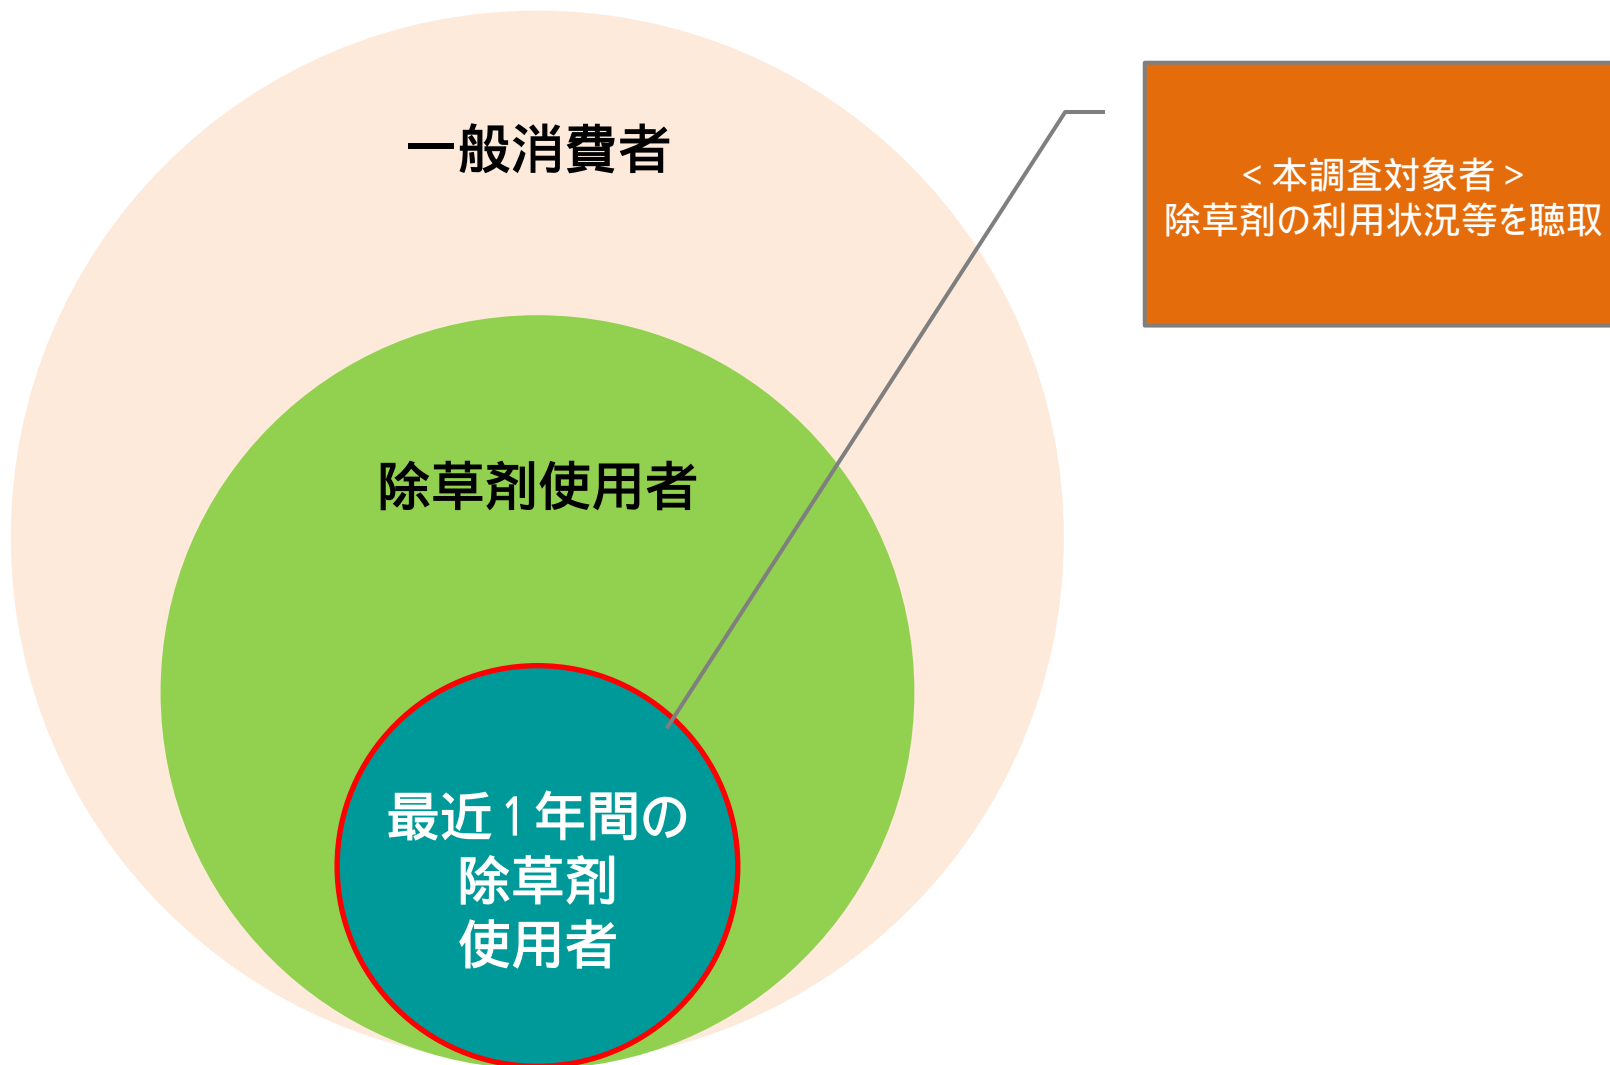 一般消費者
<本調査対象者>
除草剤の利用状況等を聴取
除草剤使用者
最近1年間の
除草剤
使用者